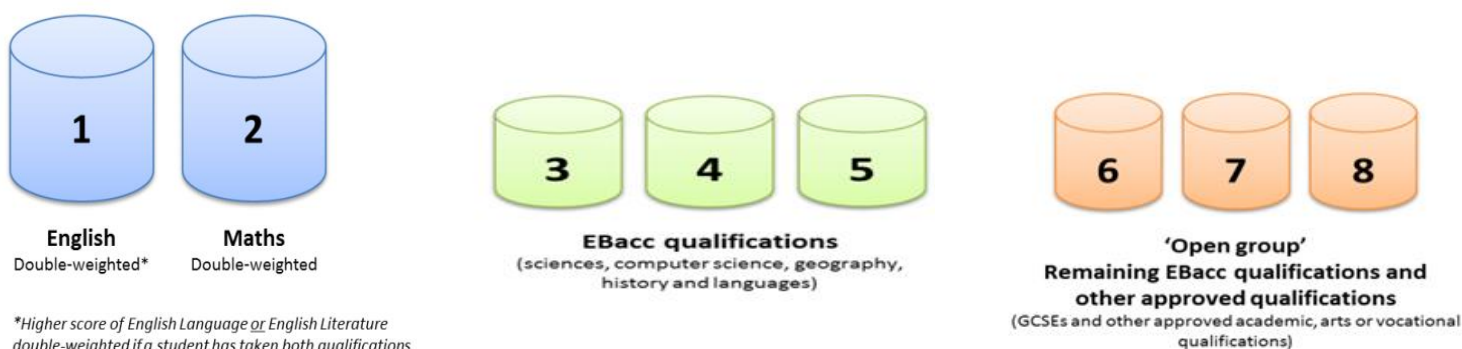 1
2
English
Double-weighted*
Maths
Double-weighted
*Higher score of English Language or English Literature
double-weighted if a student has taken both qualifications
3
4
5
EBacc qualifications
(sciences, computer science, geography,
history and languages)
6
7
8
‘Open group’
Remaining EBacc qualifications and
other approved qualifications
(GCSEs and other approved academic, arts or vocational
qualifications)